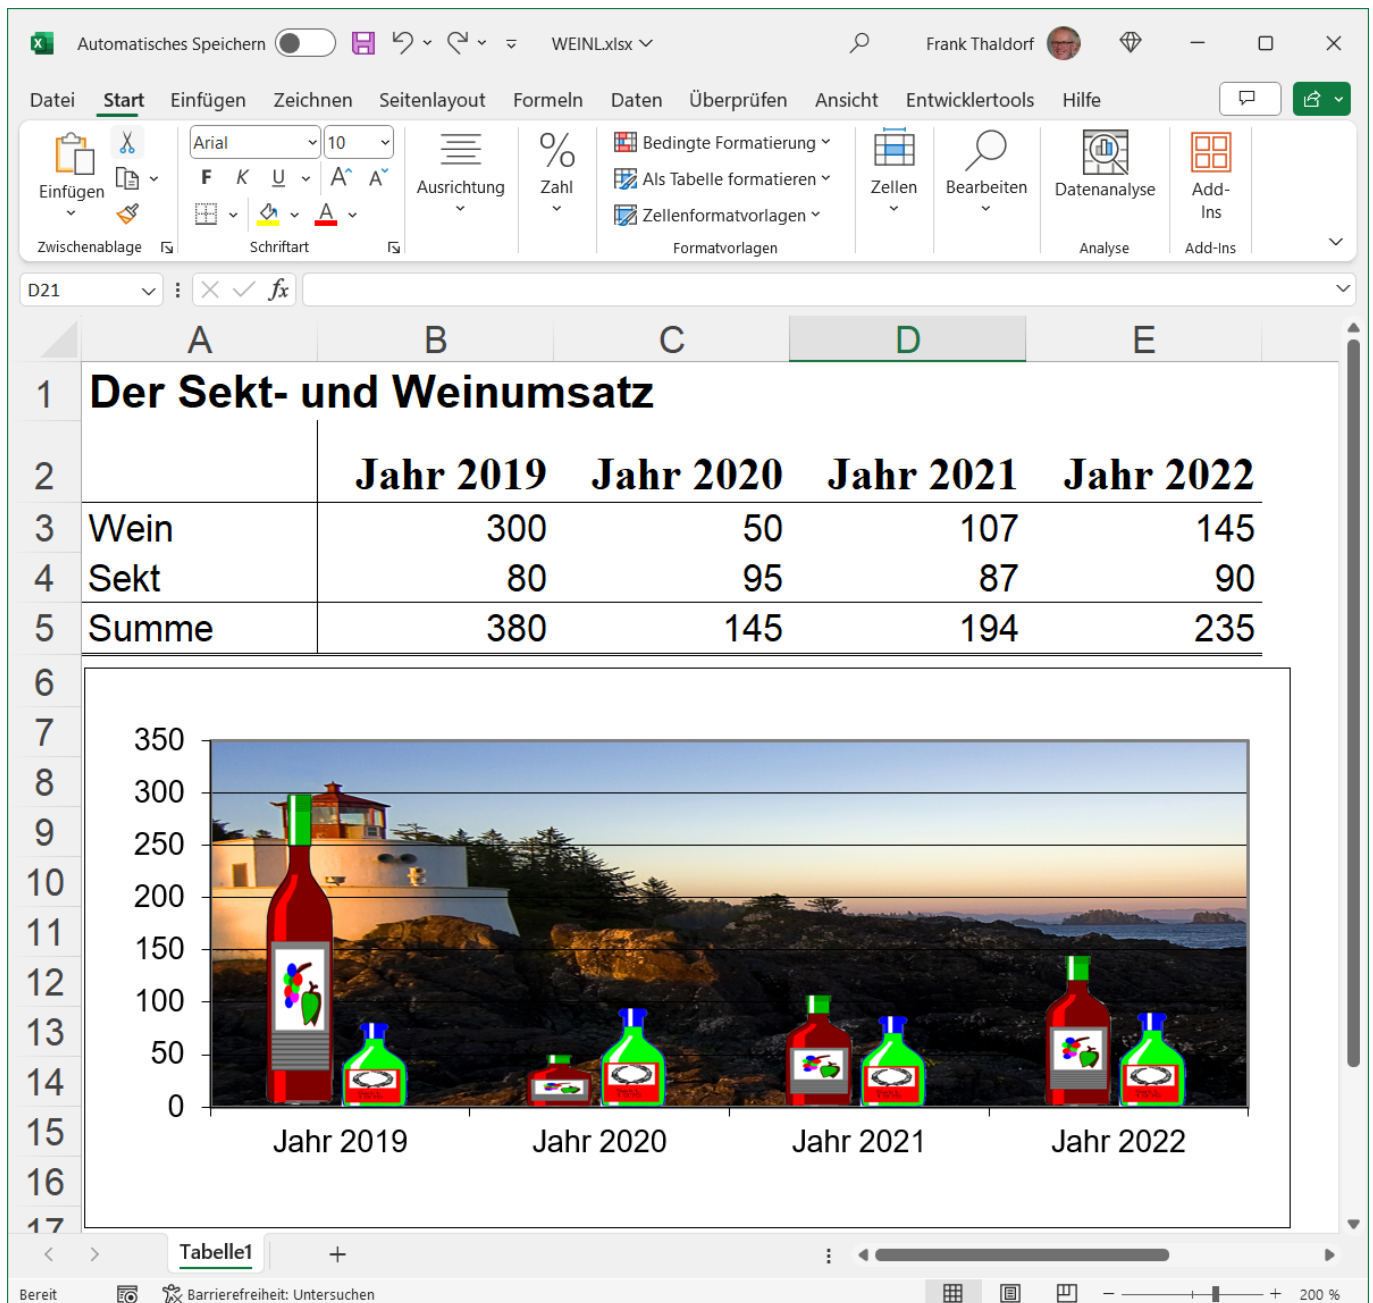 Automatisches Speichern WEINL.xlsx Frank Thaldorf
Datei Start Einfügen Zeichnen Seitenlayout Formeln Daten Überprüfen Ansicht Entwicklertools Hilfe
Einfügen
Zwischenablage
Arial 10
F K U A A
A
Schriftart
Ausrichtung
%
Zahl
Bedingte Formatierung
Als Tabelle formatieren
Zellenformatvorlagen
Formatvorlagen
Zellen
Bearbeiten
Datenanalyse
Analyse
Add-
Ins
Add-Ins
D21 fx
A B C D E
1 Der Sekt- und Weinumsatz
2 Jahr 2019 Jahr 2020 Jahr 2021 Jahr 2022
3 Wein 300 50 107 145
4 Sekt 80 95 87 90
5 Summe 380 145 194 235
6
7
8
9
10
11
12
13
14
15
16
17
350
300
250
200
150
100
50
0
Jahr 2019 Jahr 2020 Jahr 2021 Jahr 2022
Tabelle1
Bereit Barrierefreiheit: Untersuchen 200 %